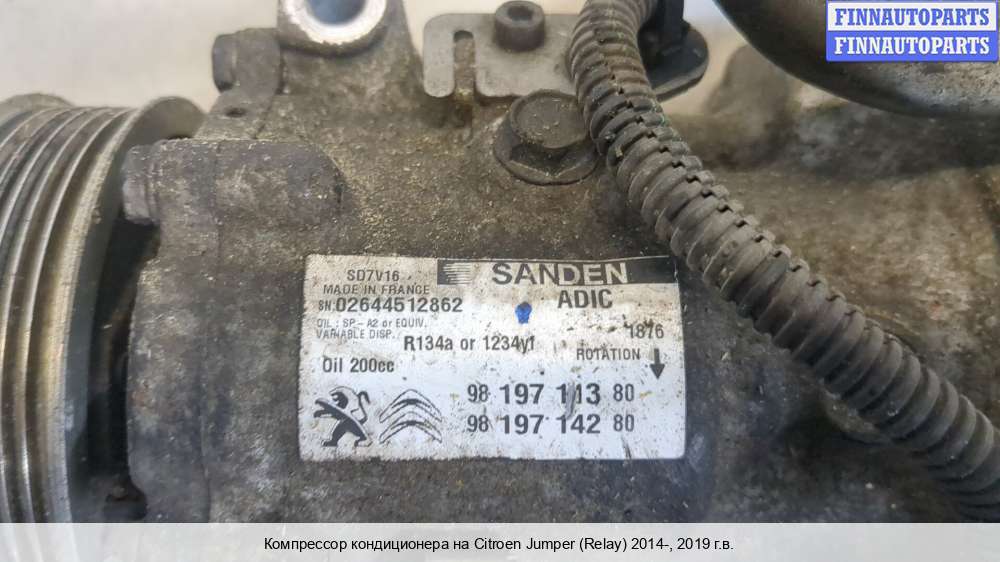 FINNAUTOPARTS
FINNAUTOPARTS
SD7V16
SANDEN
MADE IN FRANCE
ADIC
SN:02644512862
OIL : SP-A2 or EQUIV.
VARIABLE DISP.
R134a or 1234yf
1876
ROTATION
Oil 200cc
98 197 113 80
98 197 142 80
Компрессор кондиционера на Citroen Jumper (Relay) 2014-, 2019 г.в.